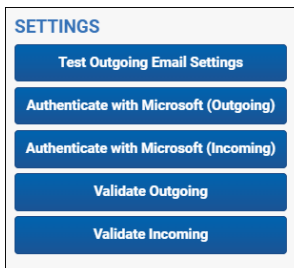 SETTINGS
Test Outgoing Email Settings
Authenticate with Microsoft (Outgoing)
Authenticate with Microsoft (Incoming)
Validate Outgoing
Validate Incoming